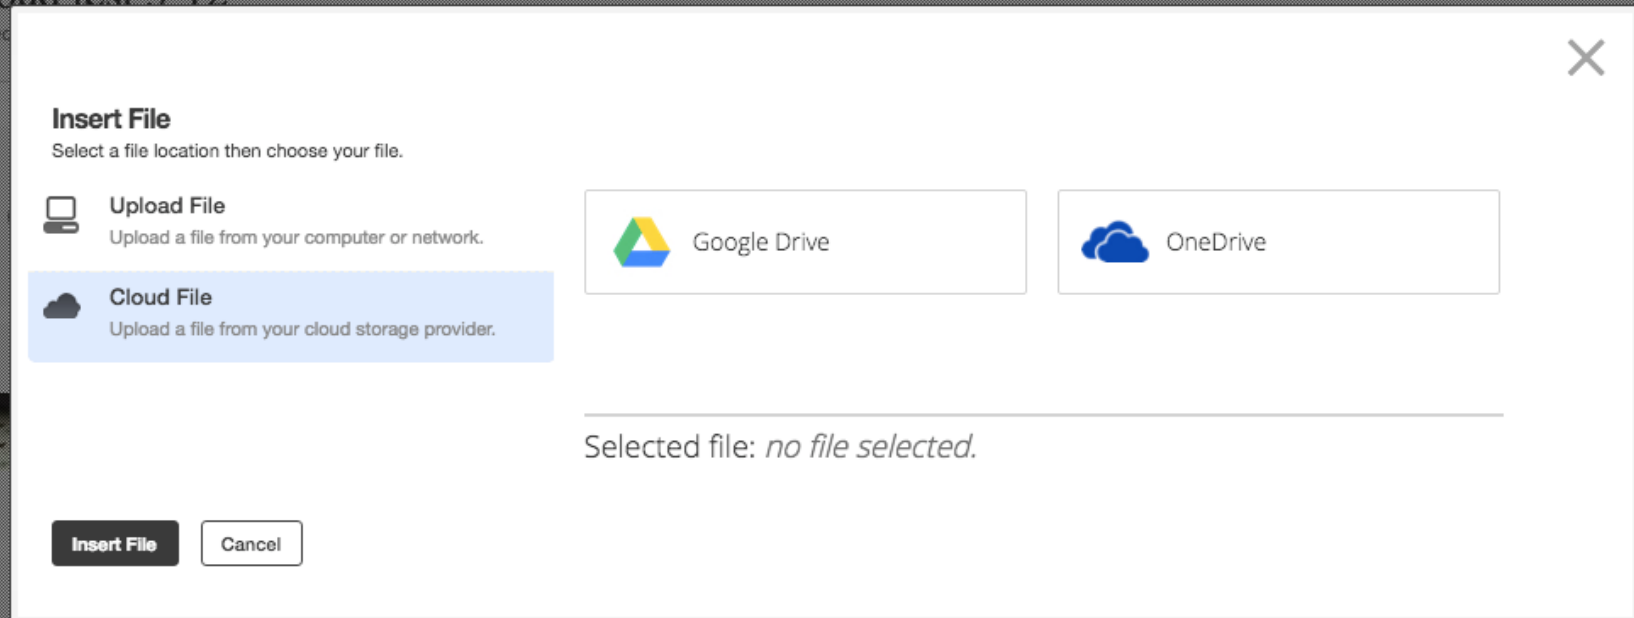 Insert File
Select a file location then choose your file.
Upload File
Upload a file from your computer or network.
Cloud File
Upload a file from your cloud storage provider.
Google Drive
OneDrive
Selected file: no file selected.
Insert File
Cancel